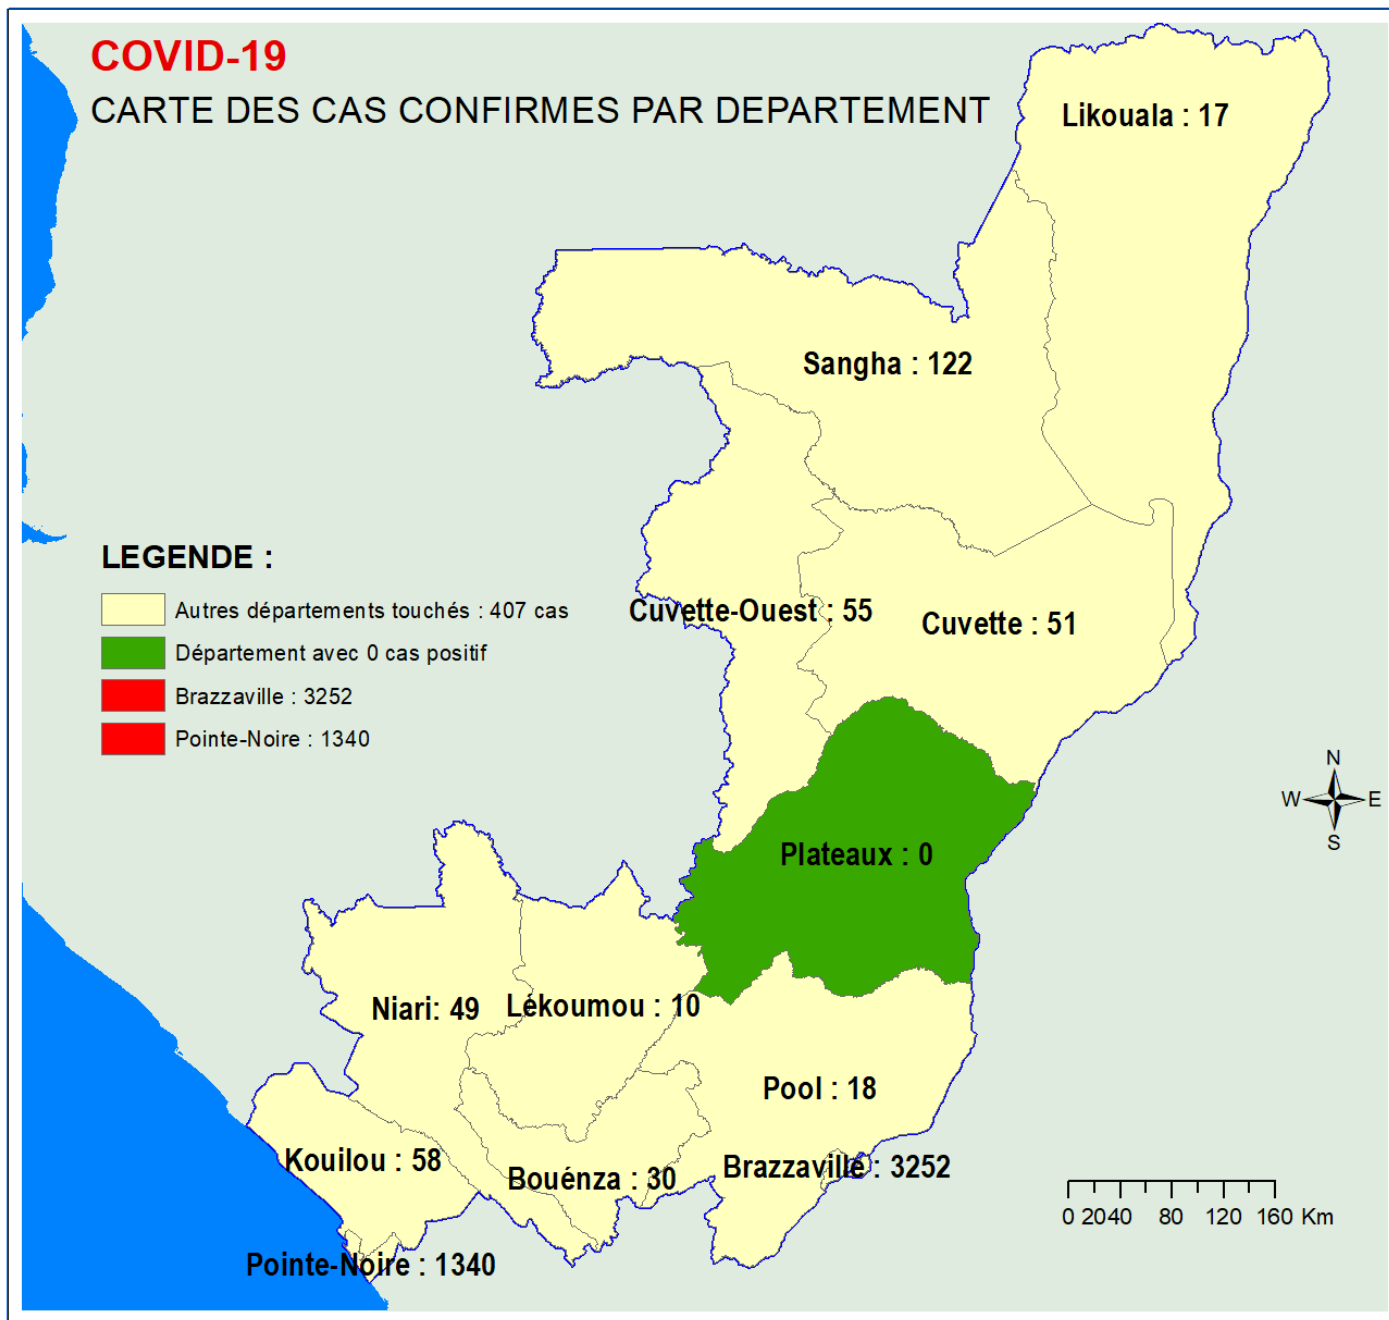 COVID-19
CARTE DES CAS CONFIRMES PAR DEPARTEMENT
Likouala : 17
Sangha : 122
LEGENDE :
Autres départements touchés : 407 cas
Département avec 0 cas positif
Brazzaville : 3252
Pointe-Noire : 1340
Cuvette-Ouest : 55
Cuvette : 51
N
W E
S
Plateaux : 0
Niari: 49
Lékoumou : 10
Pool : 18
Kouilou : 58
Bouénza : 30
Brazzaville : 3252
Pointe-Noire : 1340
0 20 40 80 120 160 Km